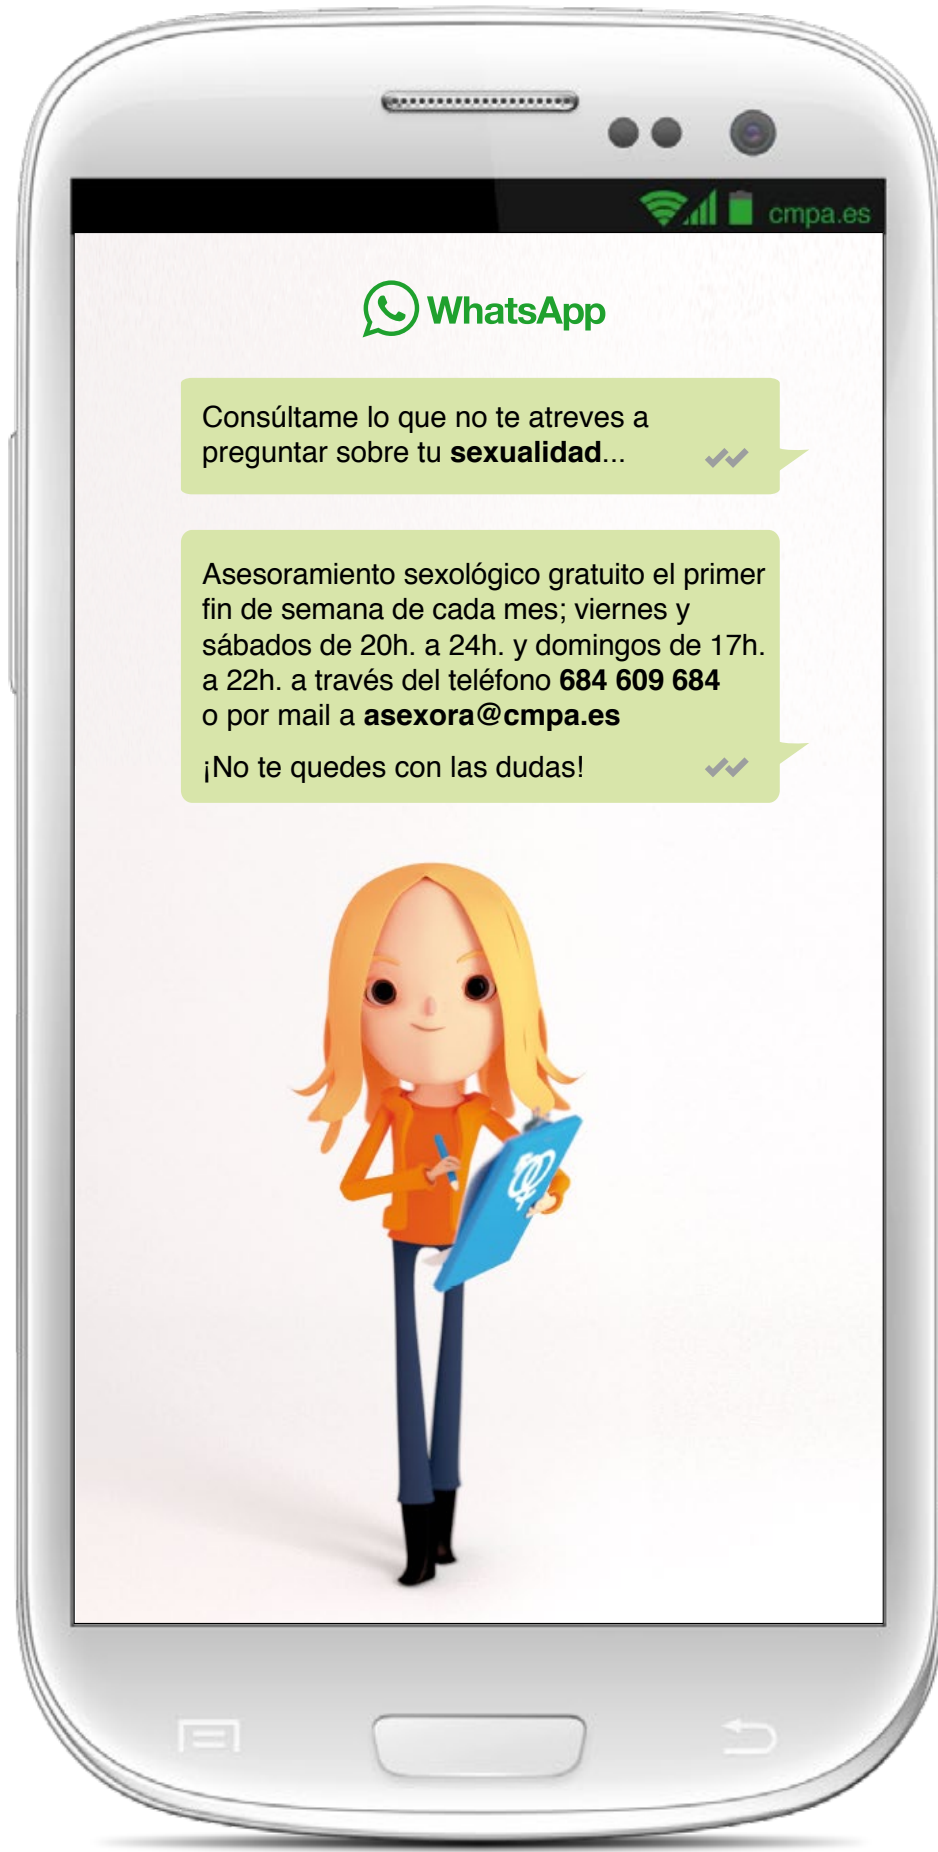 cmpa.es
WhatsApp
Consúltame lo que no te atreves a
preguntar sobre tu sexualidad...
Asesoramiento sexológico gratuito el primer
fin de semana de cada mes; viernes y
sábados de 20h. a 24h. y domingos de 17h.
a 22h. a través del teléfono 684 609 684
o por mail a asexora@cmpa.es
¡No te quedes con las dudas!